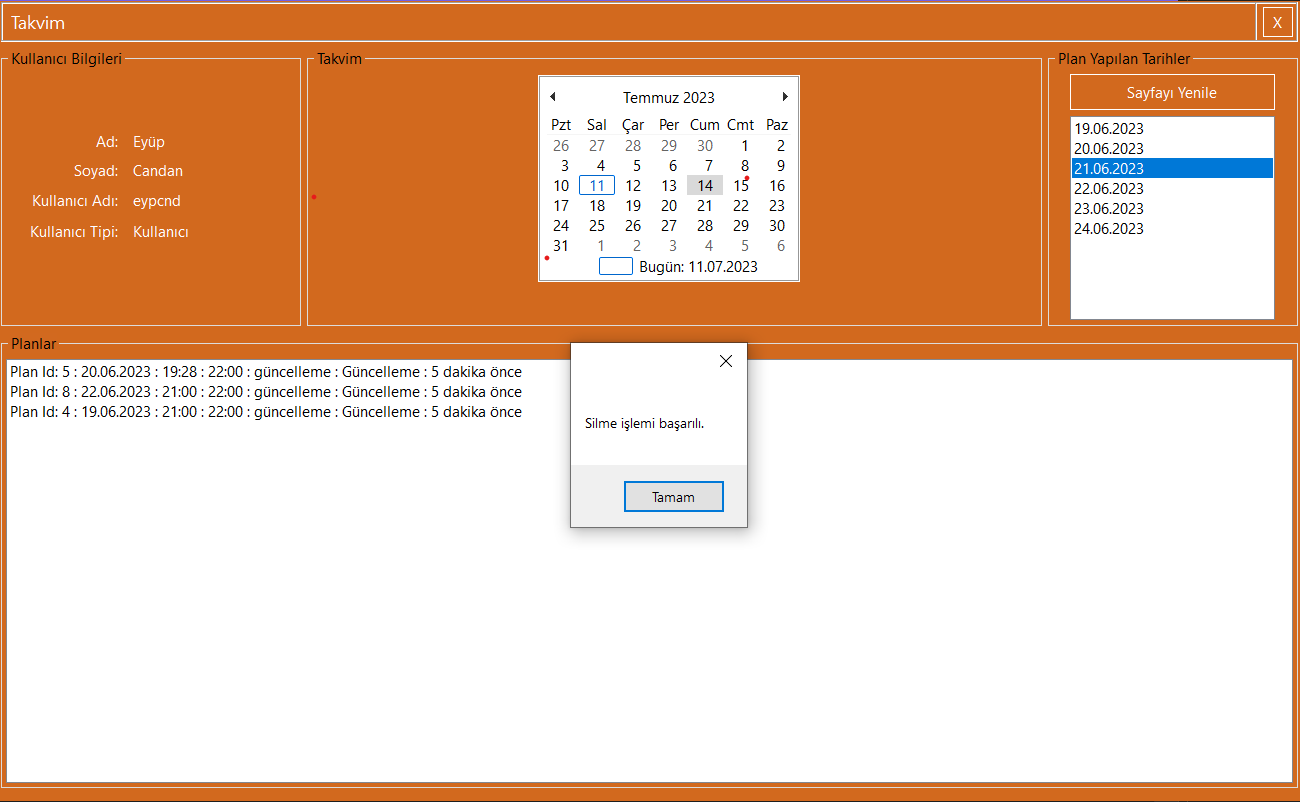 Takvim
X
Kullanıcı Bilgileri
Ad: Eyüp
Soyad: Candan
Kullanıcı Adı: eypcnd
Kullanıcı Tipi: Kullanıcı
Takvim
Temmuz 2023
Pzt Sal Çar Per Cum Cmt Paz
26 27 28 29 30 1 2
3 4 5 6 7 8 9
10 11 12 13 14 15 16
17 18 19 20 21 22 23
24 25 26 27 28 29 30
31 1 2 3 4 5 6
Bugün: 11.07.2023
Plan Yapılan Tarihler
Sayfayı Yenile
19.06.2023
20.06.2023
21.06.2023
22.06.2023
23.06.2023
24.06.2023
Planlar
Plan Id: 5 : 20.06.2023 : 19:28 : 22:00 : güncelleme : Güncelleme : 5 dakika önce
Plan Id: 8 : 22.06.2023 : 21:00 : 22:00 : güncelleme : Güncelleme : 5 dakika önce
Plan Id: 4 : 19.06.2023 : 21:00 : 22:00 : güncelleme : Güncelleme : 5 dakika önce
Silme işlemi başarılı.
Tamam